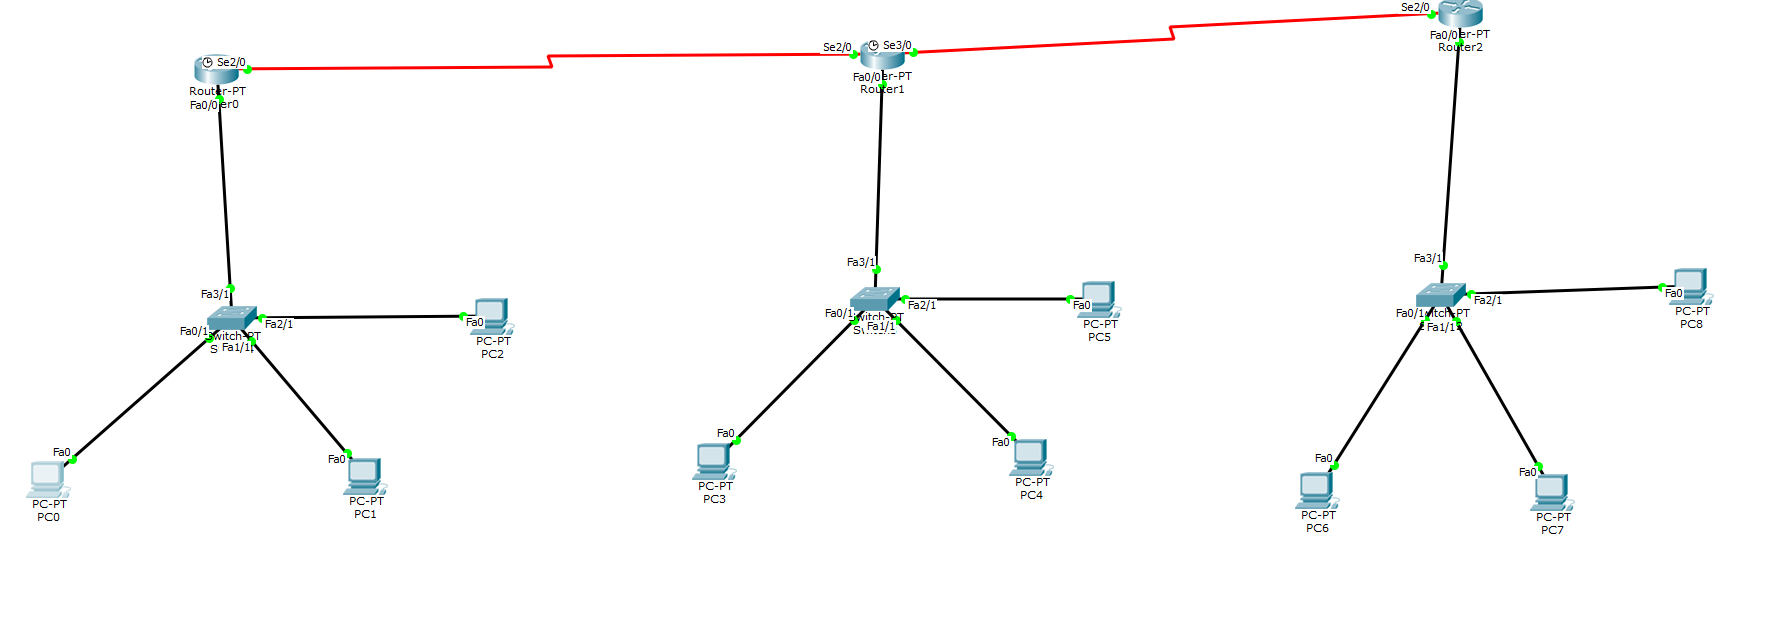 Se2/0
Router-PT
Fa0/0er0
Se2/0
Se3/0
Fa0/0er-PT
Router1
Se2/0
Fa0/0er-PT
Router2
Fa3/1
Fa0/1
Fa2/1
Fa1/1
Fa0
PC-PT
PC2
Fa0
PC-PT
PC0
Fa0
PC-PT
PC1
Fa3/1
Fa0/1
Fa2/1
witch-PT
Fa1/1
Fa0
PC-PT
PC5
Fa0
PC-PT
PC3
Fa0
PC-PT
PC4
Fa3/1
Fa0/1
itch-PT
Fa2/1
Fa1/1
Fa0
PC-PT
PC8
Fa0
PC-PT
PC6
Fa0
PC-PT
PC7